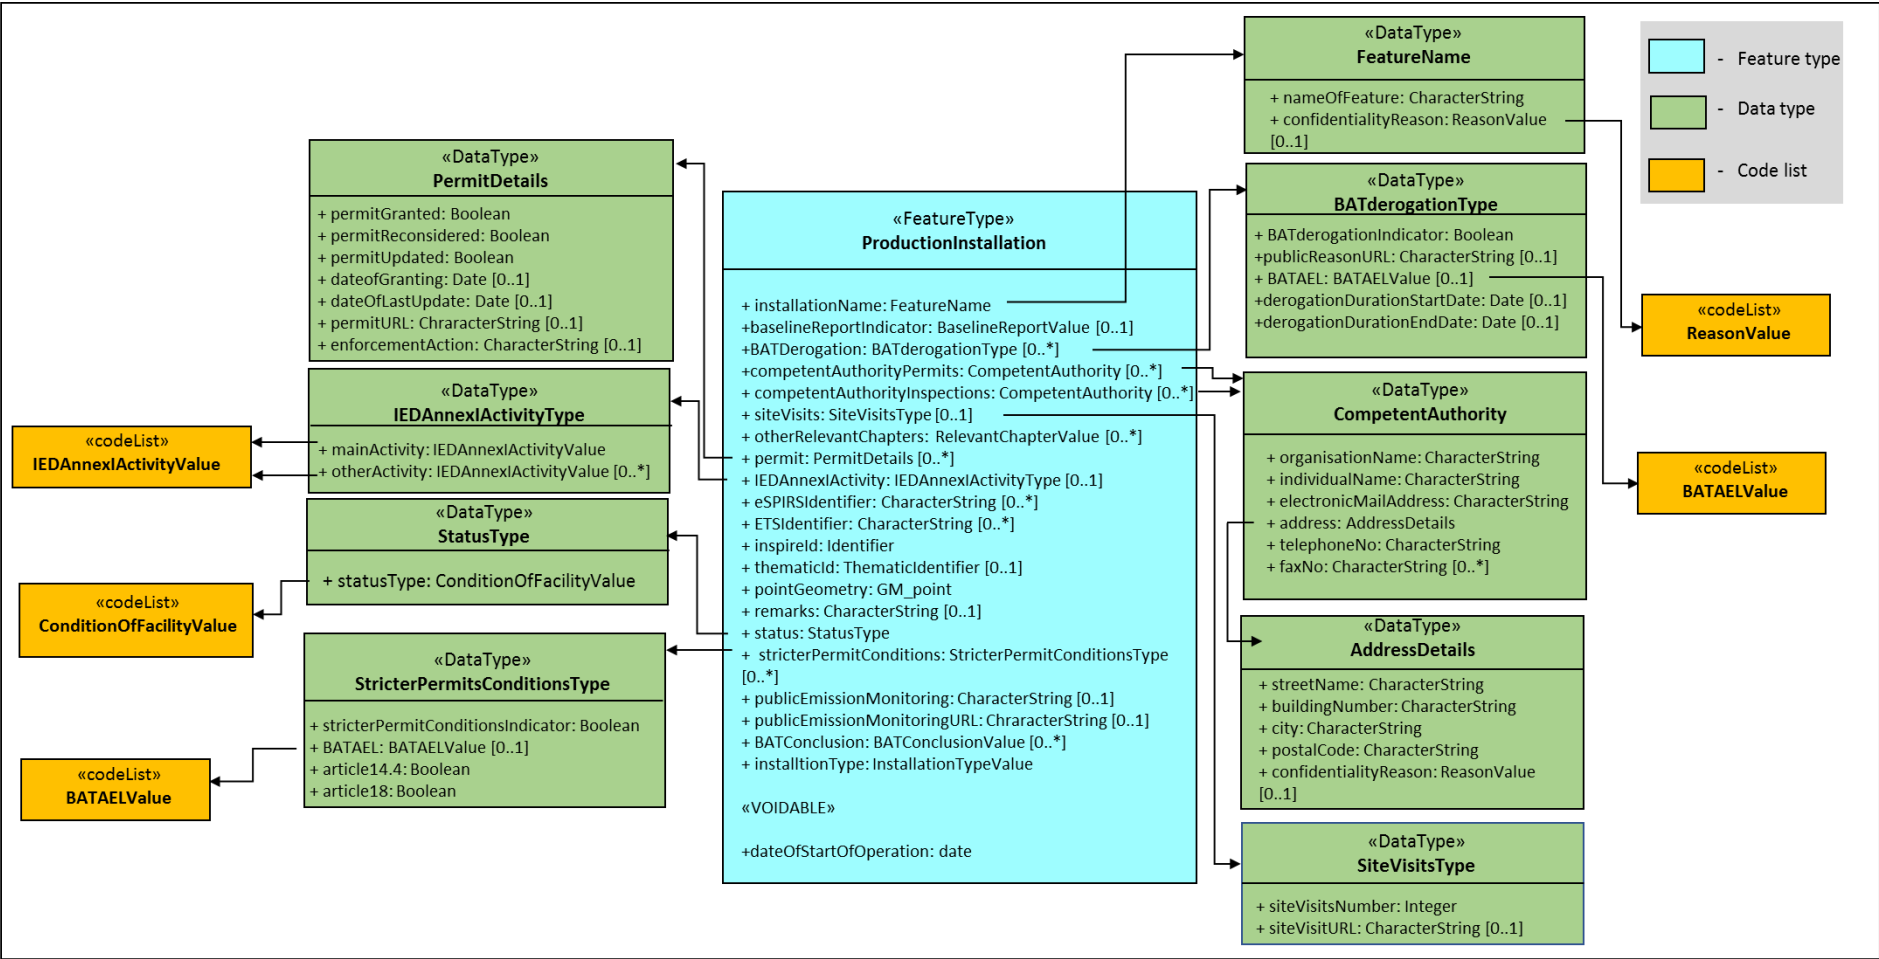 «DataType»
FeatureName
+ nameOfFeature: CharacterString
+ confidentialityReason: ReasonValue
[0..1]
- Feature type
- Data type
- Code list
«DataType»
PermitDetails
+ permitGranted: Boolean
+ permitReconsidered: Boolean
+ permitUpdated: Boolean
+ dateofGranting: Date [0..1]
+ dateOfLastUpdate: Date [0..1]
+ permitURL: ChraracterString [0..1]
+ enforcementAction: CharacterString [0..1]
«DataType»
IEDAnnexIActivityType
+ mainActivity: IEDAnnexIActivityValue
+ otherActivity: IEDAnnexIActivityValue [0..*]
«codeList»
IEDAnnexIActivityValue
«DataType»
StatusType
+ statusType: ConditionOfFacilityValue
«codeList»
ConditionOfFacilityValue
«DataType»
StricterPermitsConditionsType
+ stricterPermitConditionsIndicator: Boolean
+ BATAEL: BATAELValue [0..1]
+ article14.4: Boolean
+ article18: Boolean
«codeList»
BATAELValue
«FeatureType»
ProductionInstallation
+ installationName: FeatureName
+baselineReportIndicator: BaselineReportValue [0..1]
+BATDerogation: BATderogationType [0..*]
+competentAuthorityPermits: CompetentAuthority [0..*]
+ competentAuthorityInspections: CompetentAuthority [0..*]
+ siteVisits: SiteVisitsType [0..1]
+ otherRelevantChapters: RelevantChapterValue [0..*]
+ permit: PermitDetails [0..*]
+ IEDAnnexIActivity: IEDAnnexIActivityType [0..1]
+ eSPIRSIdentifier: CharacterString [0..*]
+ ETSIdentifier: CharacterString [0..*]
+ inspireId: Identifier
+ thematicId: ThematicIdentifier [0..1]
+ pointGeometry: GM_point
+ remarks: CharacterString [0..1]
+ status: StatusType
+ stricterPermitConditions: StricterPermitConditionsType
[0..*]
+ publicEmissionMonitoring: CharacterString [0..1]
+ publicEmissionMonitoringURL: ChraracterString [0..1]
+ BATConclusion: BATConclusionValue [0..*]
+ installtionType: InstallationTypeValue
«VOIDABLE»
+dateOfStartOfOperation: date
«DataType»
BATderogationType
+ BATderogationIndicator: Boolean
+publicReasonURL: CharacterString [0..1]
+ BATAEL: BATAELValue [0..1]
+derogationDurationStartDate: Date [0..1]
+derogationDurationEndDate: Date [0..1]
«codeList»
ReasonValue
«DataType»
CompetentAuthority
+ organisationName: CharacterString
+ individualName: CharacterString
+ electronicMailAddress: CharacterString
+ address: AddressDetails
+ telephoneNo: CharacterString
+ faxNo: CharacterString [0..*]
«codeList»
BATAELValue
«DataType»
AddressDetails
+ streetName: CharacterString
+ buildingNumber: CharacterString
+ city: CharacterString
+ postalCode: CharacterString
+ confidentialityReason: ReasonValue
[0..1]
«DataType»
SiteVisitsType
+ siteVisitsNumber: Integer
+ siteVisitURL: CharacterString [0..1]